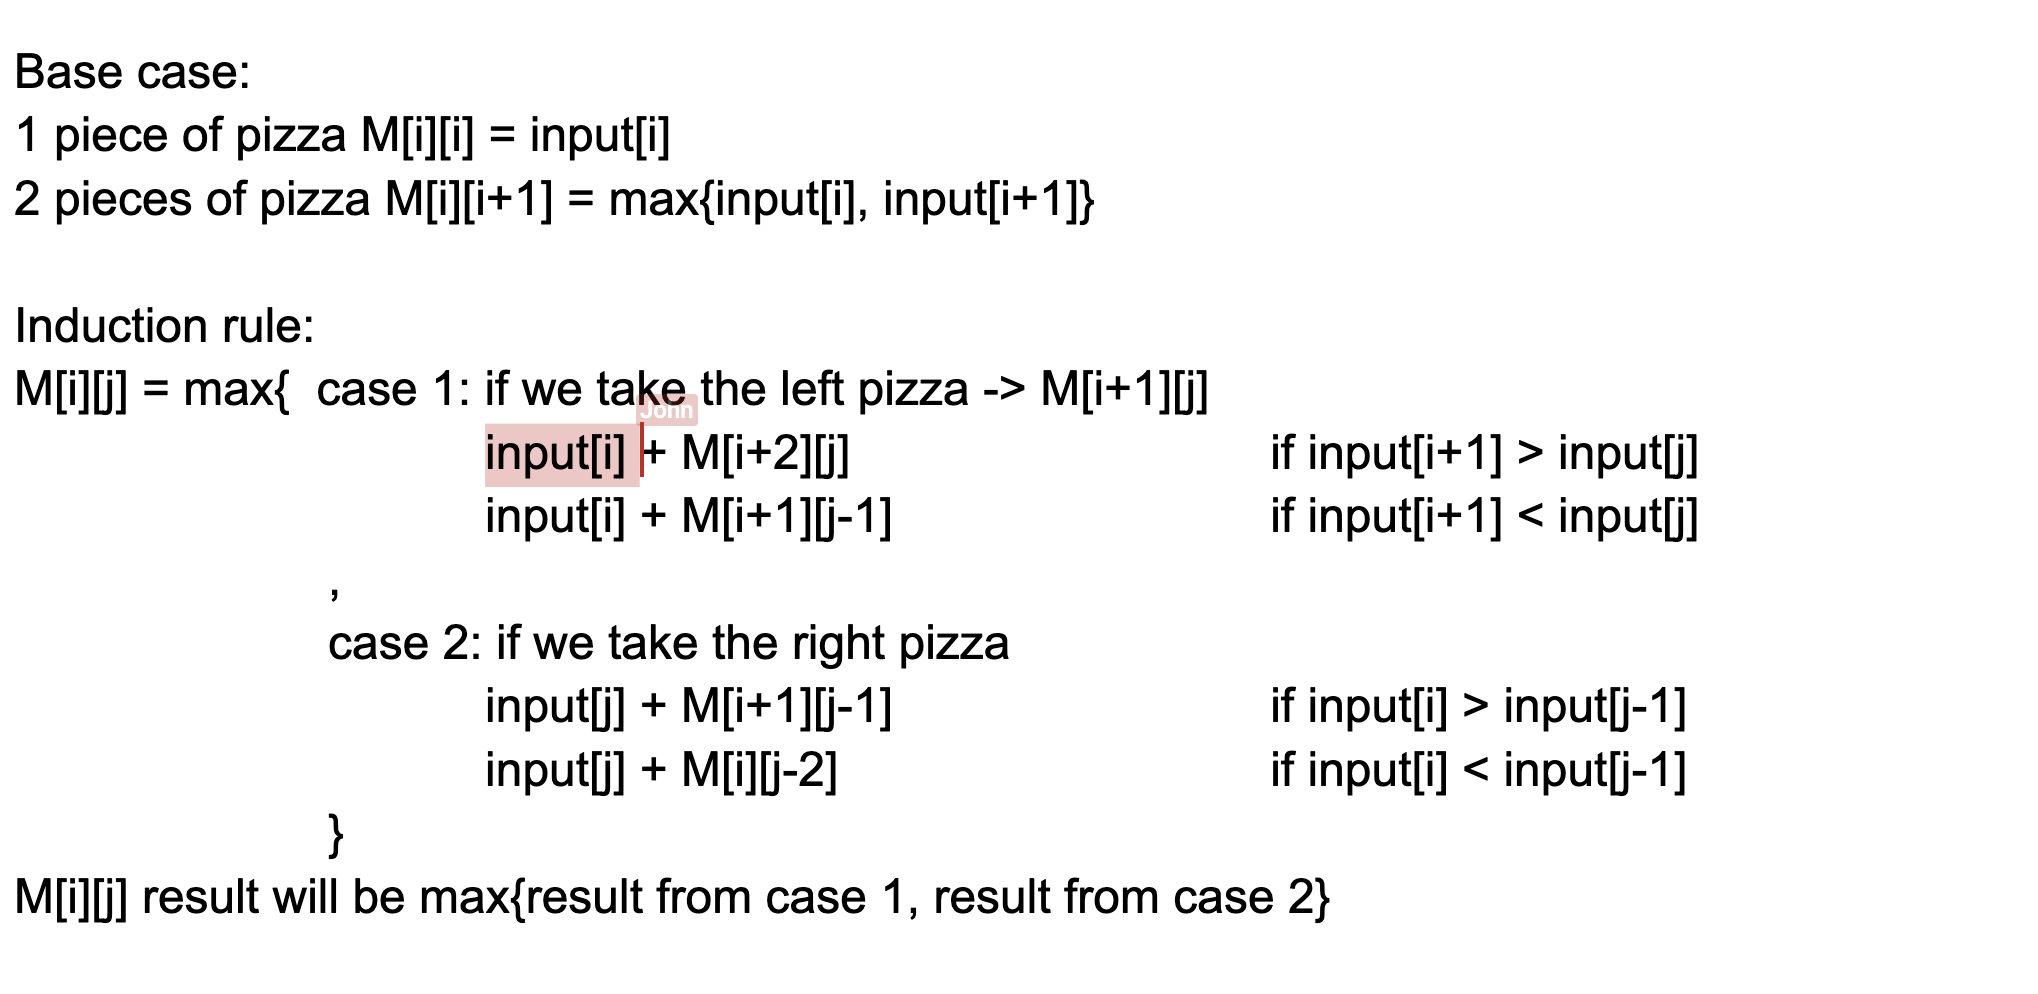 Base case:
1 piece of pizza M[i][i] = input[i]
2 pieces of pizza M[i][i+1] = max{input[i], input[i+1]}
Induction rule:
M[i][j] = max{  case 1: if we take the left pizza -> M[i+1][j]
John
input[i] + M[i+2][j] if input[i+1] > input[j]
input[i] + M[i+1][j-1] if input[i+1] < input[j]
,
case 2: if we take the right pizza
input[j] + M[i+1][j-1] if input[i] > input[j-1]
input[j] + M[i][j-2] if input[i] < input[j-1]
}
M[i][j] result will be max{result from case 1, result from case 2}